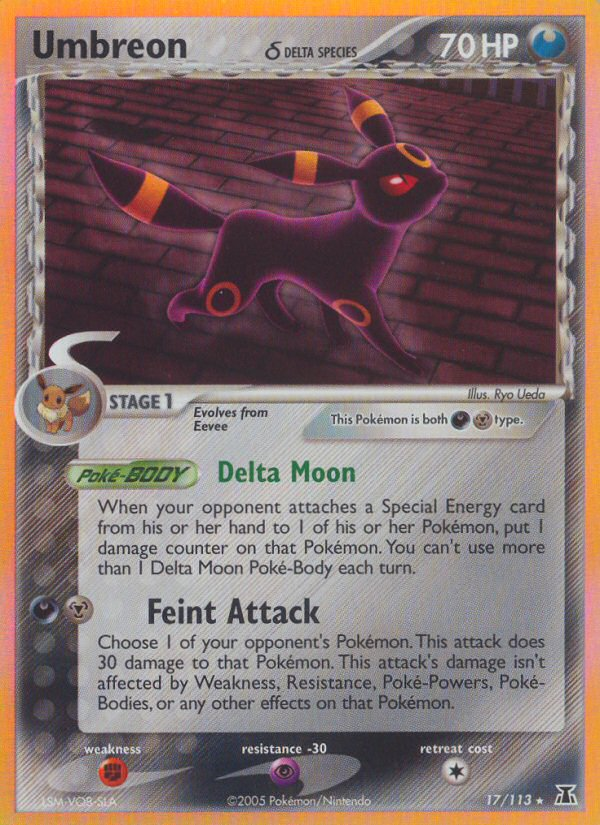 Umbreon δ DELTA SPECIES 70 HP
Illus. Ryo Ueda
STAGE 1
Evolves from
Eevee
This Pokémon is both type.
Poké-BODY Delta Moon
When your opponent attaches a Special Energy card
from his or her hand to 1 of his or her Pokémon, put 1
damage counter on that Pokémon. You can't use more
than 1 Delta Moon Poké-Body each turn.
Feint Attack
Choose 1 of your opponent's Pokémon. This attack does
30 damage to that Pokémon. This attack's damage isn't
affected by Weakness, Resistance, Poké-Powers, Poké-
Bodies, or any other effects on that Pokémon.
weakness resistance -30 retreat cost
LSM-VQB-SLA ©2005 Pokémon/Nintendo 17/113 ★